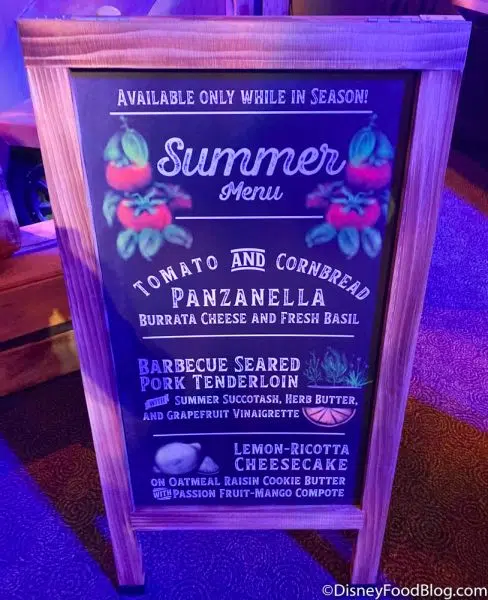 Available only while in Season!
Summer
Menu
Tomato and Cornbread
Panzanella
Burrata Cheese and Fresh Basil
Barbecue Seared
Pork Tenderloin
with Summer Succotash, Herb Butter,
and Grapefruit Vinaigrette
Lemon-Ricotta
Cheesecake
on Oatmeal Raisin Cookie Butter
with Passion Fruit-Mango Compote
©DisneyFoodBlog.com